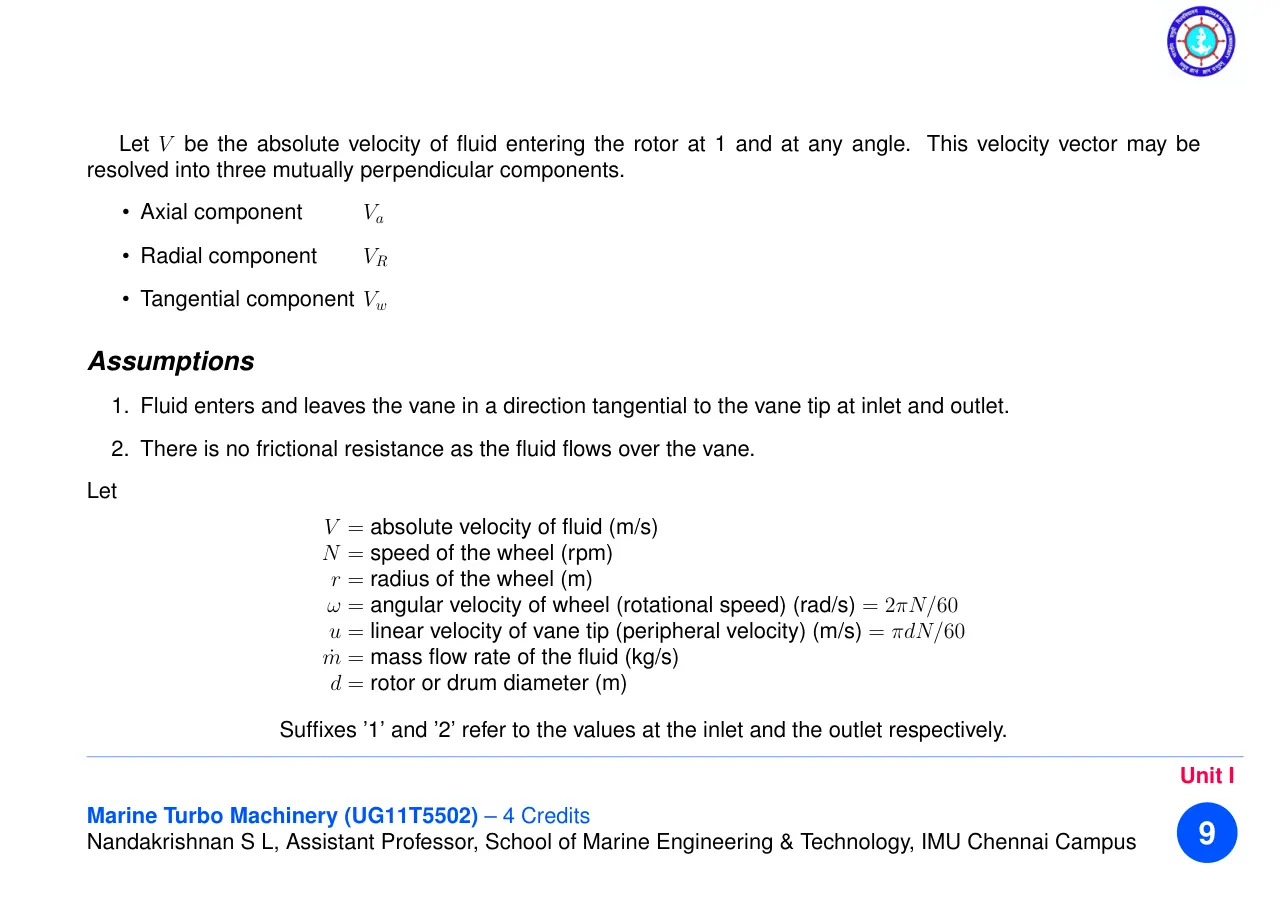 Let V be the absolute velocity of fluid entering the rotor at 1 and at any angle. This velocity vector may be
resolved into three mutually perpendicular components.
• Axial component V_a
• Radial component V_R
• Tangential component V_w
Assumptions
1. Fluid enters and leaves the vane in a direction tangential to the vane tip at inlet and outlet.
2. There is no frictional resistance as the fluid flows over the vane.
Let
V = absolute velocity of fluid (m/s)
N = speed of the wheel (rpm)
r = radius of the wheel (m)
ω = angular velocity of wheel (rotational speed) (rad/s) = 2πN/60
u = linear velocity of vane tip (peripheral velocity) (m/s) = πdN/60
ṁ = mass flow rate of the fluid (kg/s)
d = rotor or drum diameter (m)
Suffixes ’1’ and ’2’ refer to the values at the inlet and the outlet respectively.
Unit I
Marine Turbo Machinery (UG11T5502) – 4 Credits
Nandakrishnan S L, Assistant Professor, School of Marine Engineering & Technology, IMU Chennai Campus
9